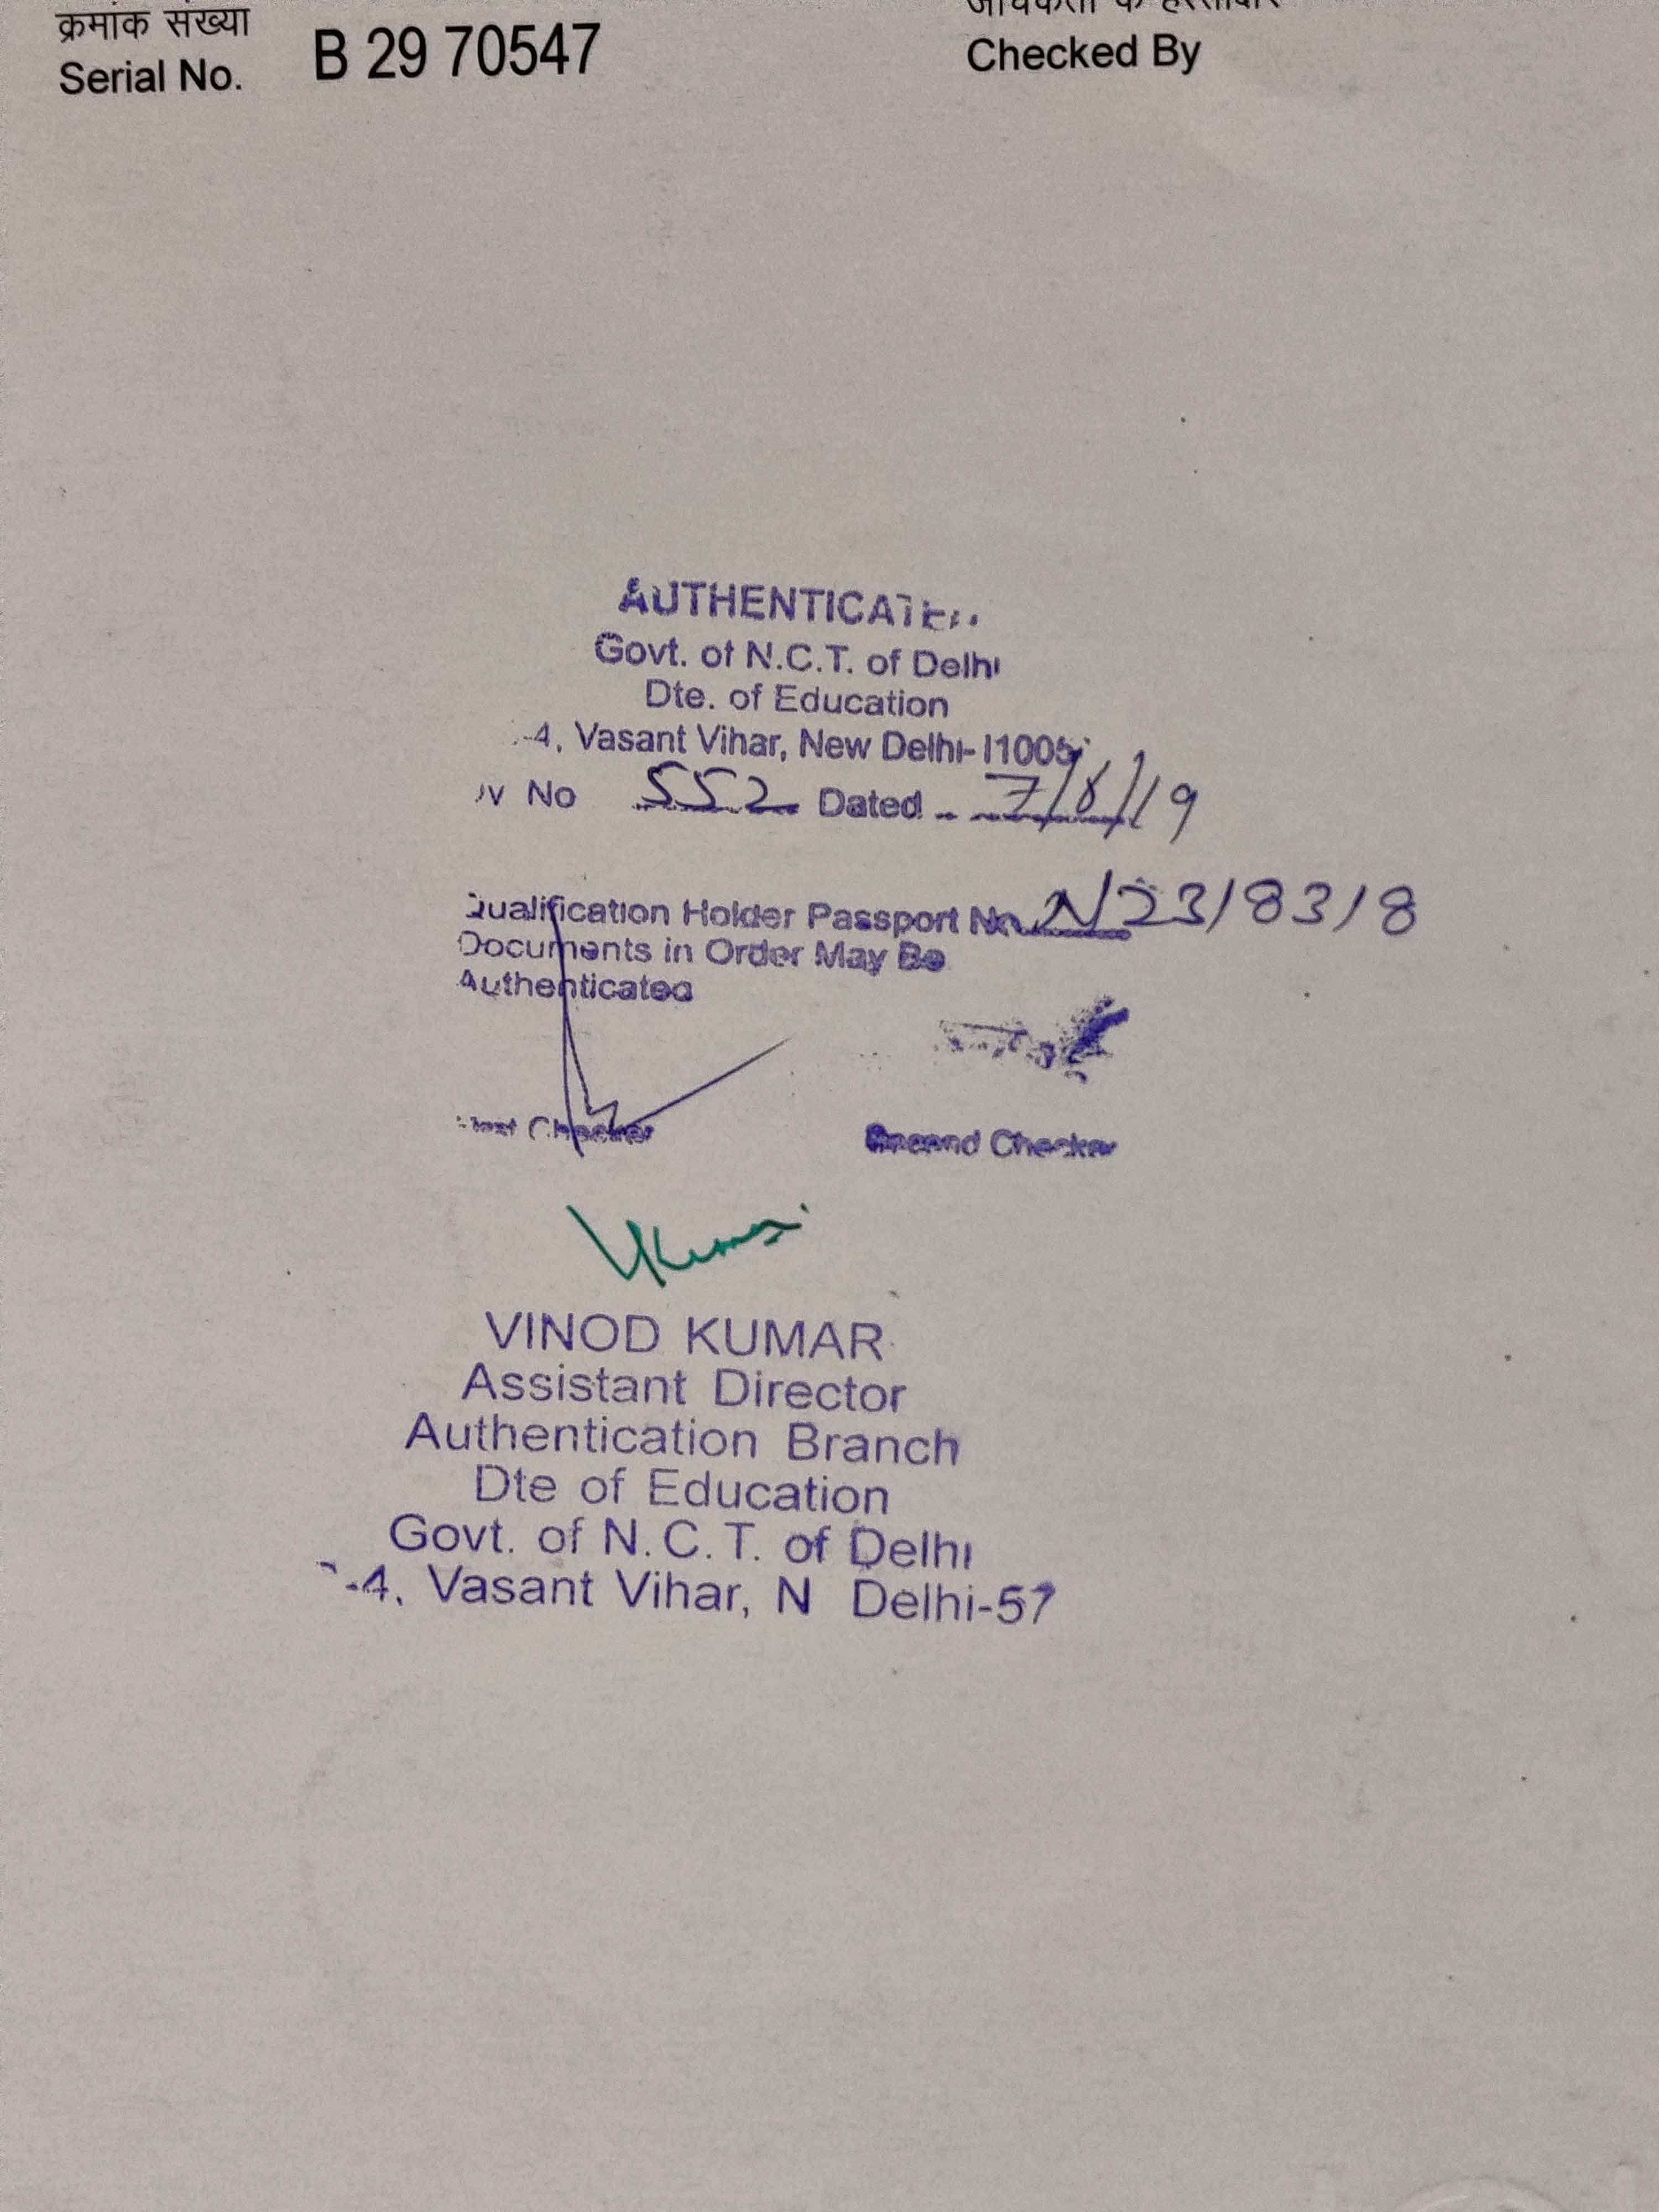 क्रमांक संख्या
Serial No. B 29 70547
Checked By
AUTHENTICATED
Govt. of N.C.T. of Delhi
Dte. of Education
-4, Vasant Vihar, New Delhi-11005
No 552 Dated 7/8/19
Qualification Holder Passport No. N2318318
Documents in Order May Be
Authenticated
First Checker Second Checker
VKumar
VINOD KUMAR
Assistant Director
Authentication Branch
Dte of Education
Govt. of N.C.T. of Delhi
-4, Vasant Vihar, N Delhi-57